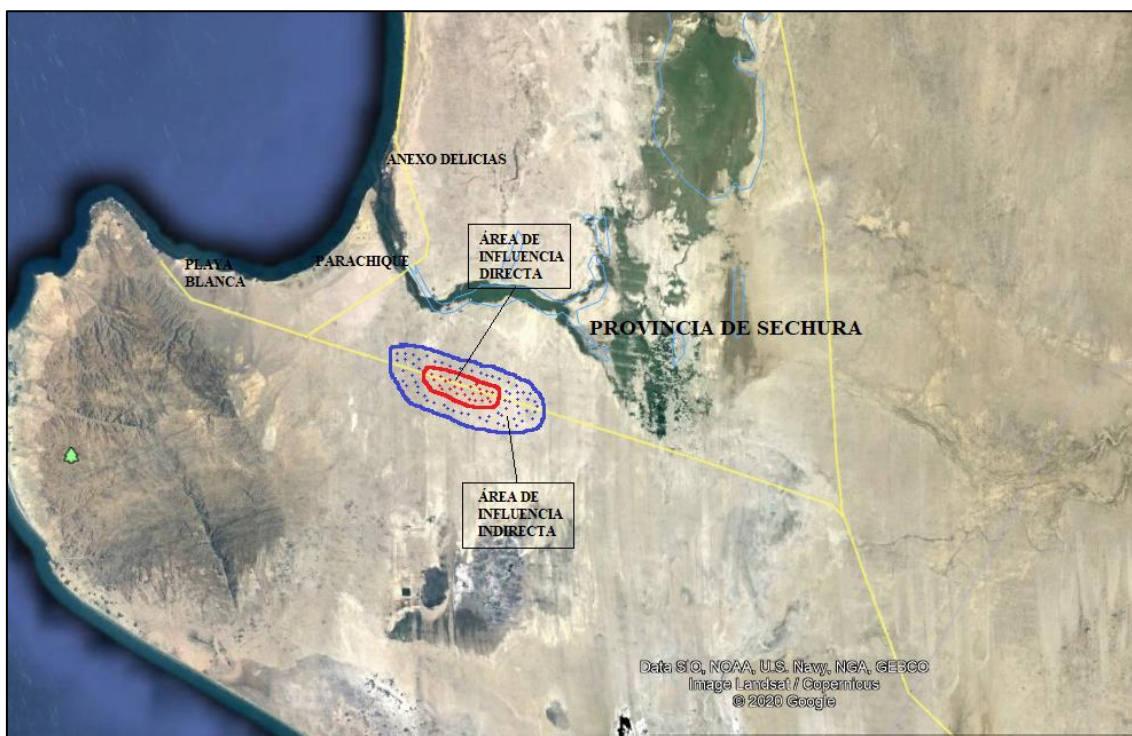 ANEXO DELICIAS
ÁREA DE
INFLUENCIA
DIRECTA
PARACHIQUE
PLAYA
BLANCA
PROVINCIA DE SECHURA
ÁREA DE
INFLUENCIA
INDIRECTA
Data SIO, NOAA, U.S. Navy, NGA, GEBCO
Image Landsat / Copernicus
© 2020 Google